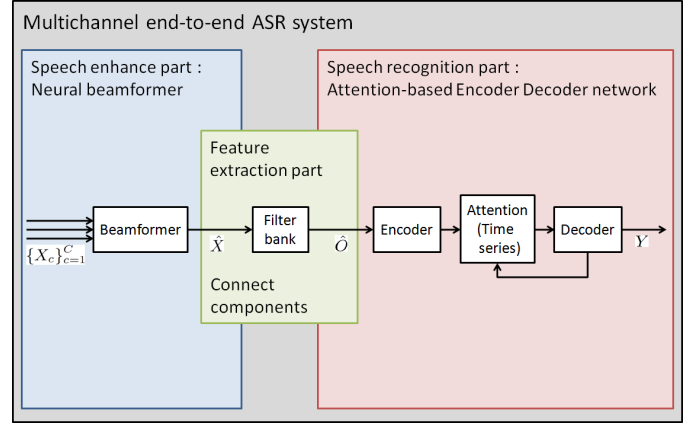 Multichannel end-to-end ASR system
Speech enhance part :
Neural beamformer
Speech recognition part :
Attention-based Encoder Decoder network
Feature
extraction part
Beamformer
Filter
bank
Encoder
Attention
(Time
series)
Decoder
{X_c}_{c=1}^C
X̂
Ô
Y
Connect
components